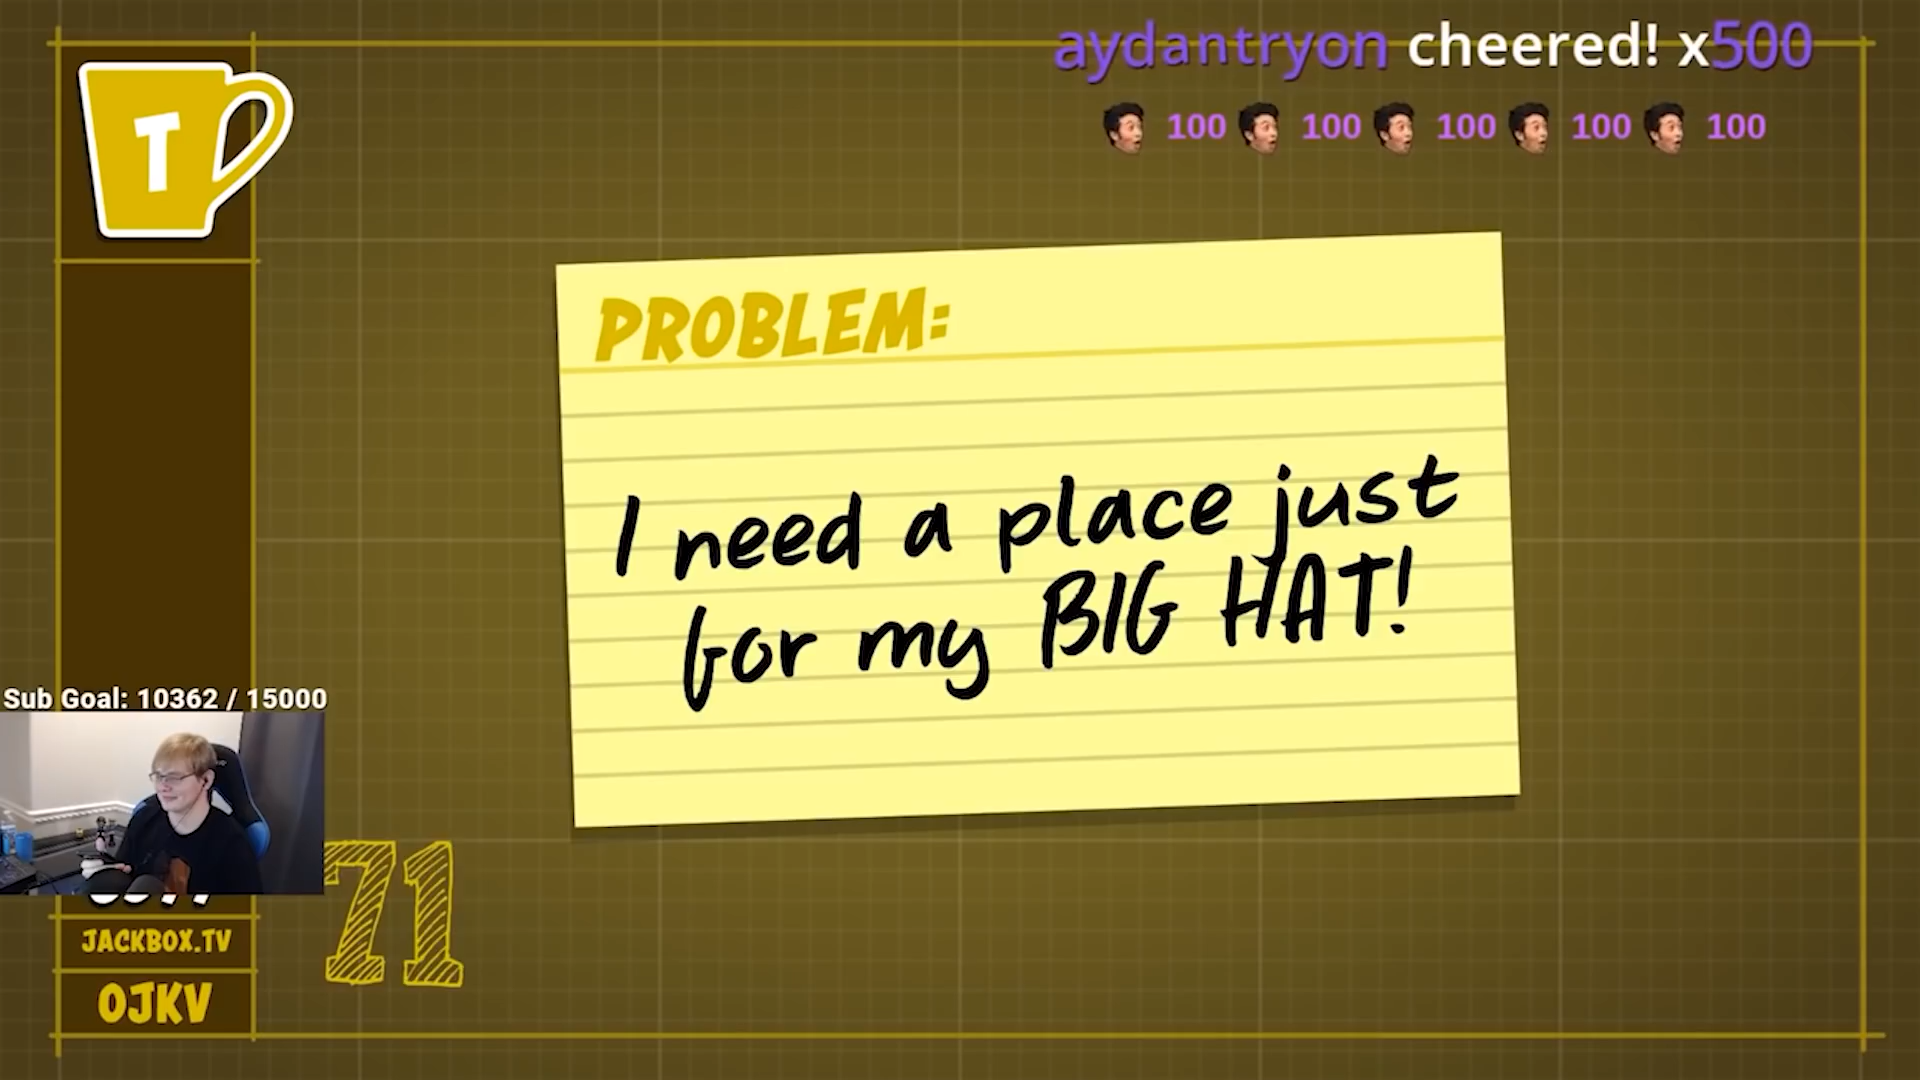 aydantryon cheered! x500
100 100 100 100 100
T
PROBLEM:
I need a place just
for my BIG HAT!
Sub Goal: 10362 / 15000
71
JACKBOX.TV
OJKV